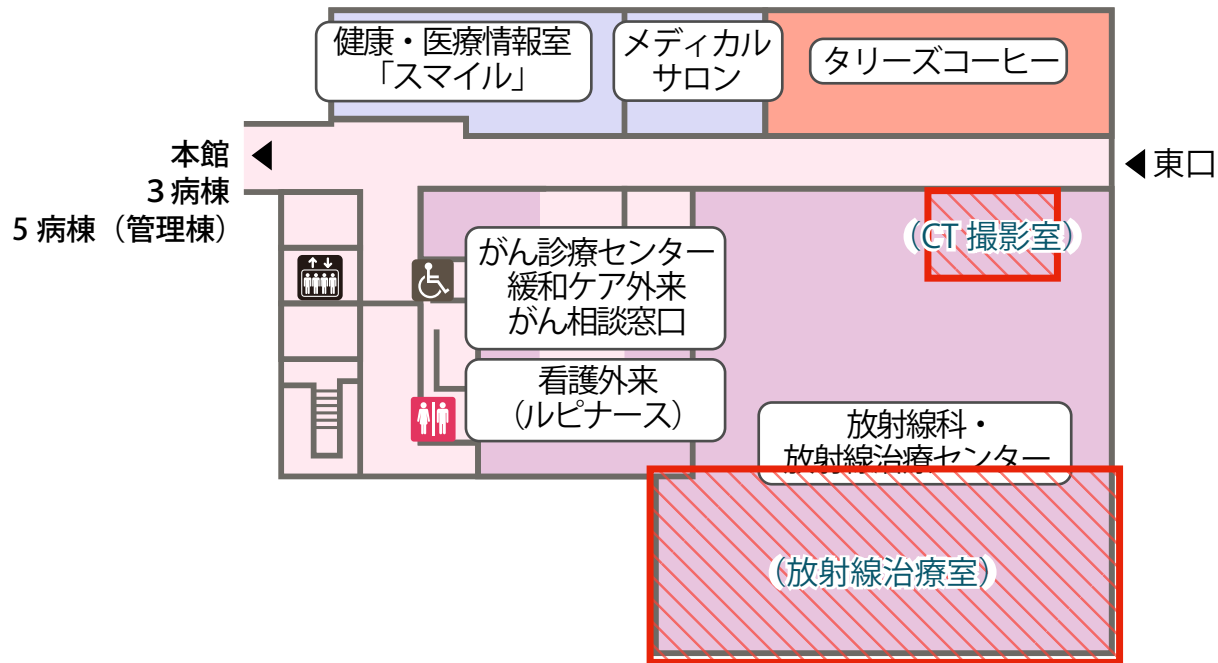 健康・医療情報室
「スマイル」
メディカル
サロン
タリーズコーヒー
本館
3 病棟
5 病棟（管理棟）
東口
（CT 撮影室）
がん診療センター
緩和ケア外来
がん相談窓口
看護外来
（ルピナース）
放射線科・
放射線治療センター
（放射線治療室）